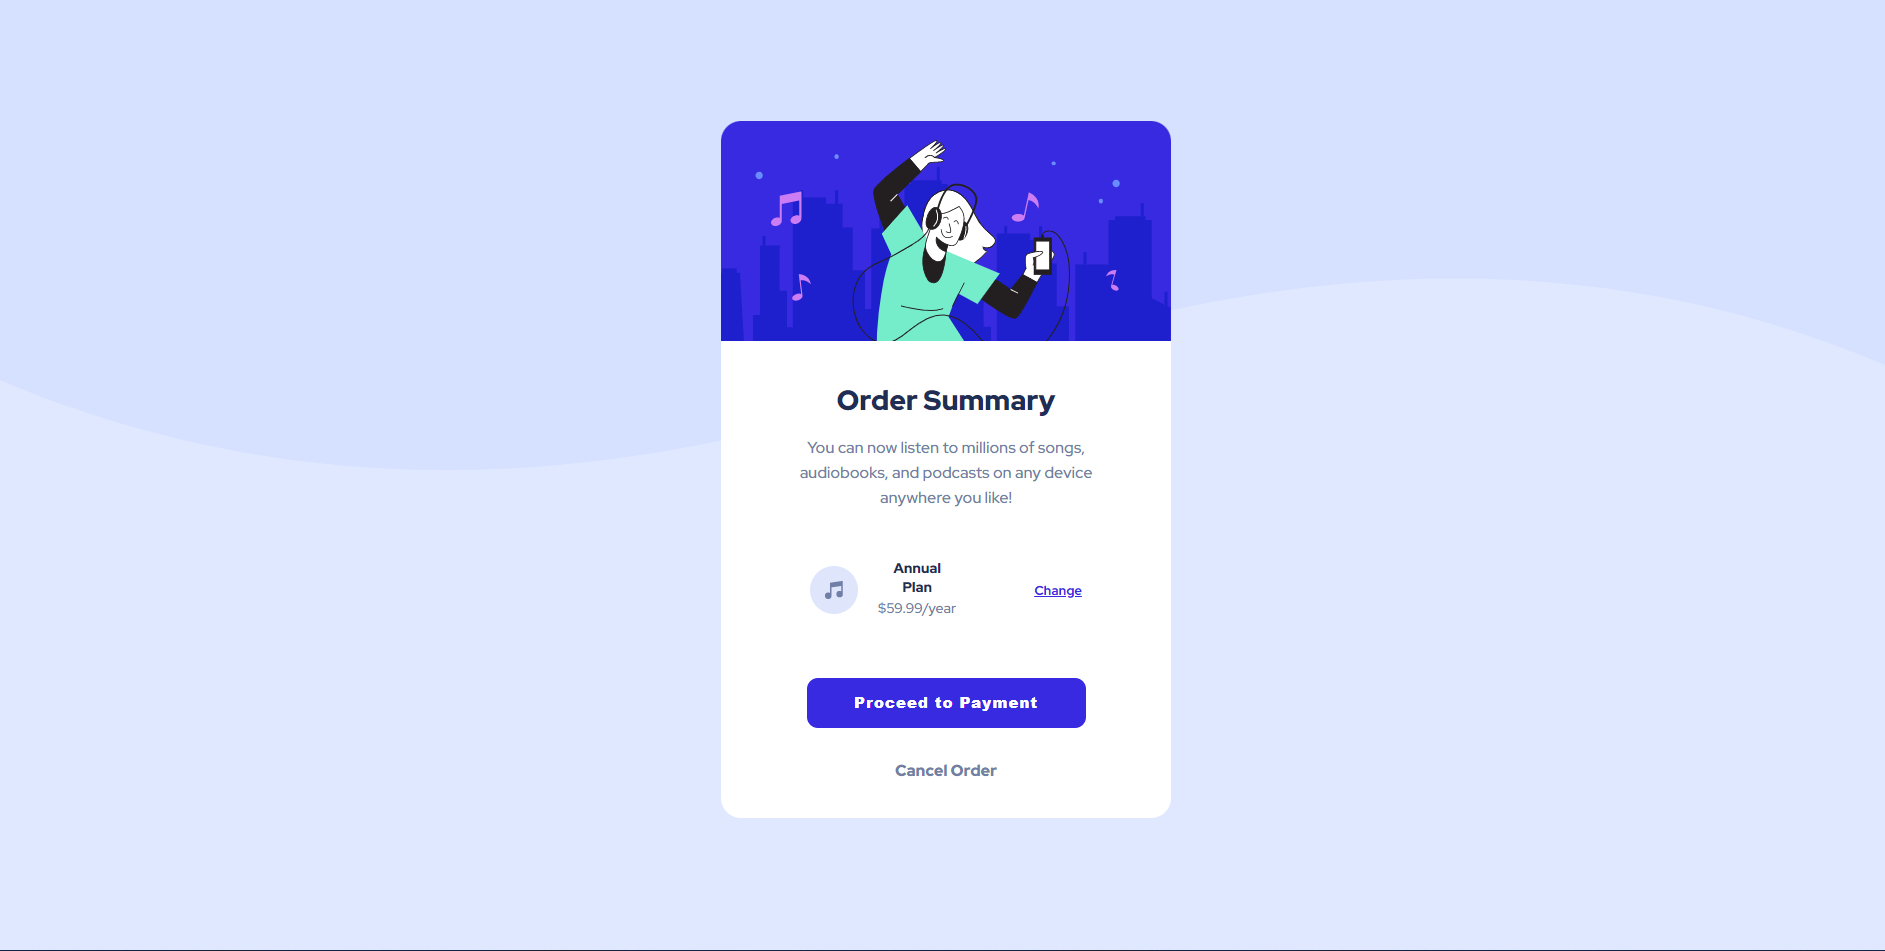 Order Summary
You can now listen to millions of songs,
audiobooks, and podcasts on any device
anywhere you like!
Annual
Plan
$59.99/year
Change
Proceed to Payment
Cancel Order